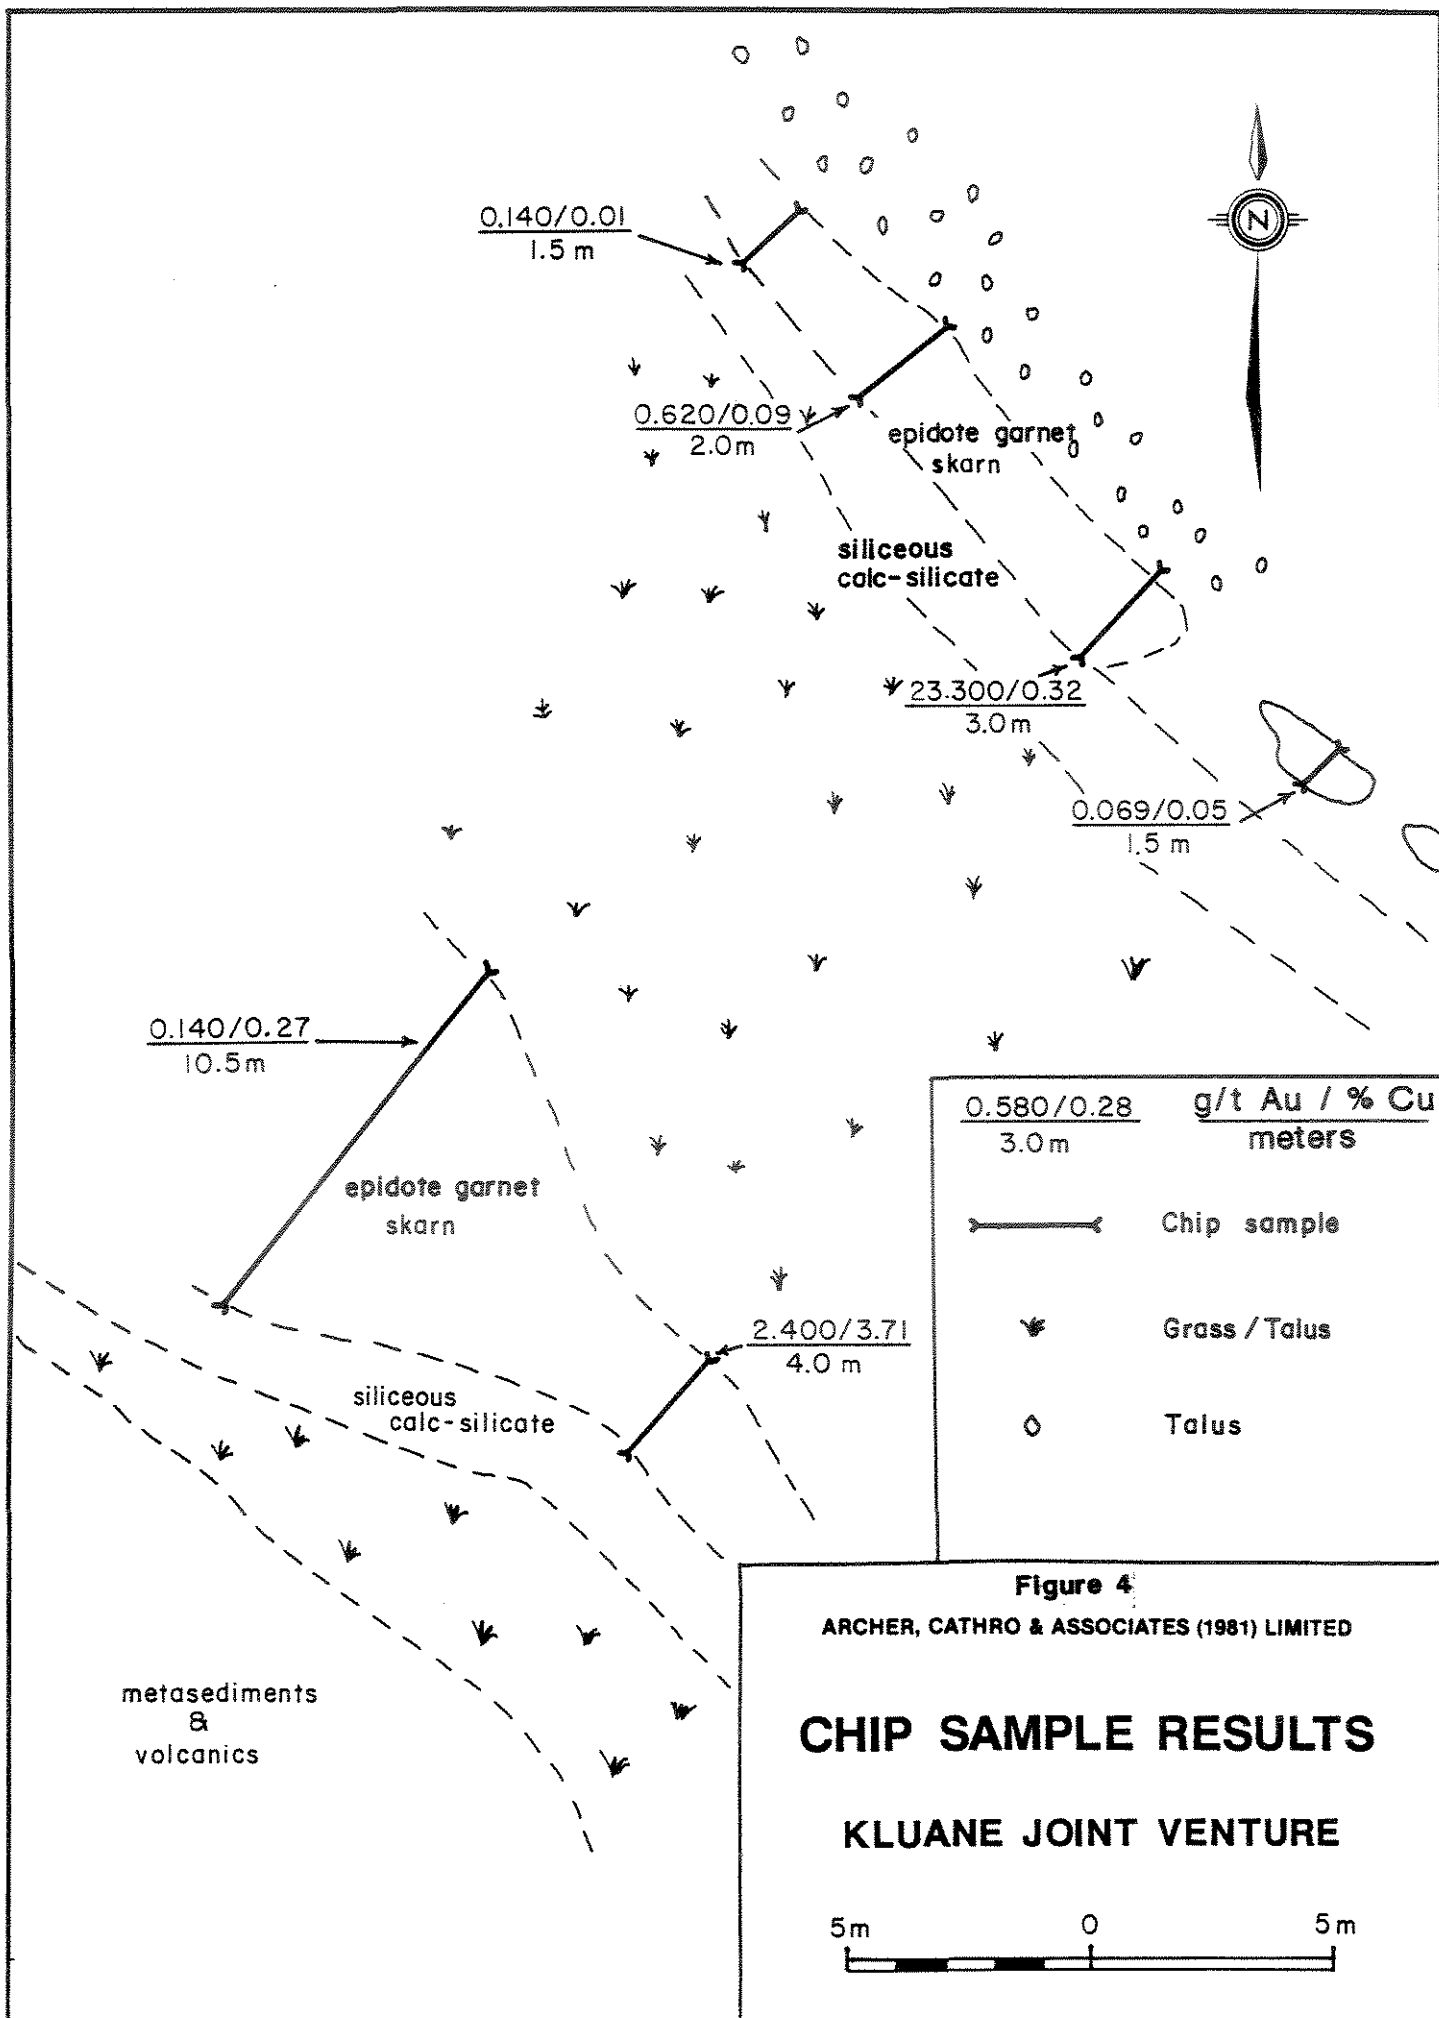 N
0.140/0.01
1.5 m
0.620/0.09
2.0m
epidote garnet
skarn
siliceous
calc-silicate
23.300/0.32
3.0m
0.069/0.05
1.5 m
0.140/0.27
10.5m
epidote garnet
skarn
2.400/3.71
4.0 m
siliceous
calc-silicate
metasediments
&
volcanics
0.580/0.28
3.0m
g/t Au / % Cu
meters
Chip sample
Grass/Talus
Talus
Figure 4
ARCHER, CATHRO & ASSOCIATES (1981) LIMITED
CHIP SAMPLE RESULTS
KLUANE JOINT VENTURE
5m 0 5m